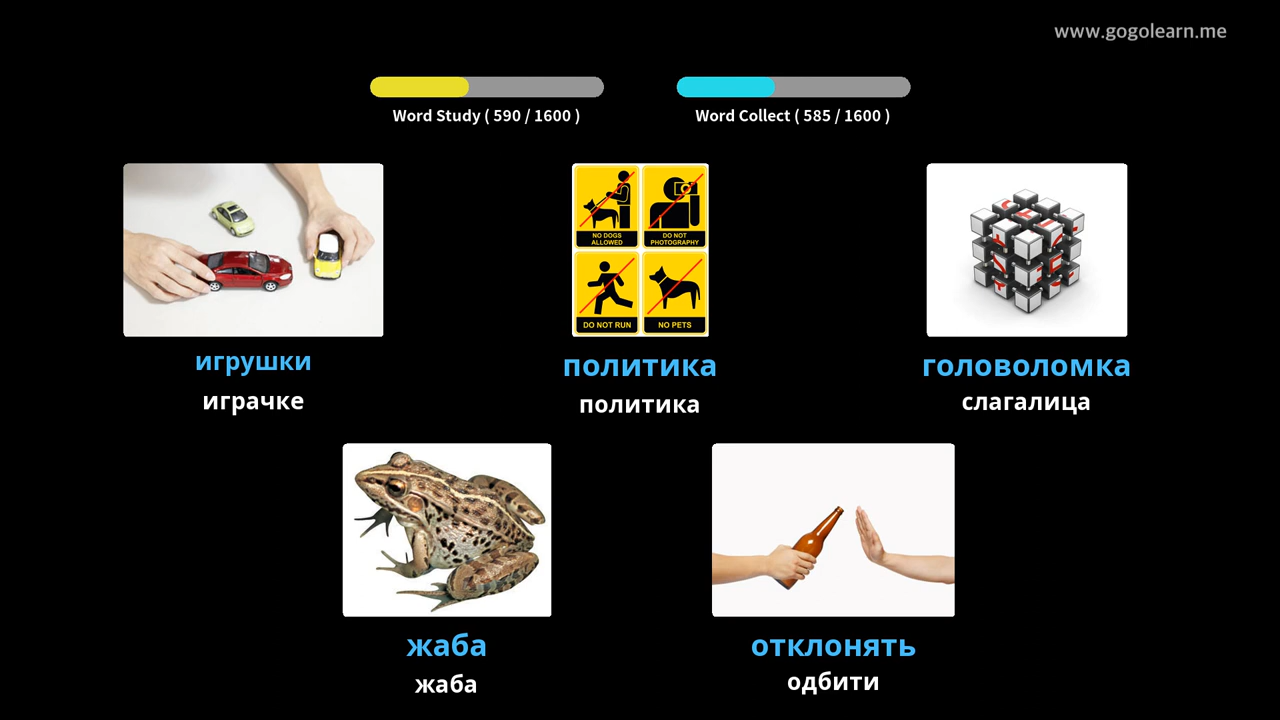 www.gogolearn.me
Word Study ( 590 / 1600 )
Word Collect ( 585 / 1600 )
NO DOGS
ALLOWED
DO NOT
PHOTOGRAPHY
DO NOT RUN
NO PETS
игрушки
играчке
политика
политика
головоломка
слагалица
жаба
жаба
отклонять
одбити